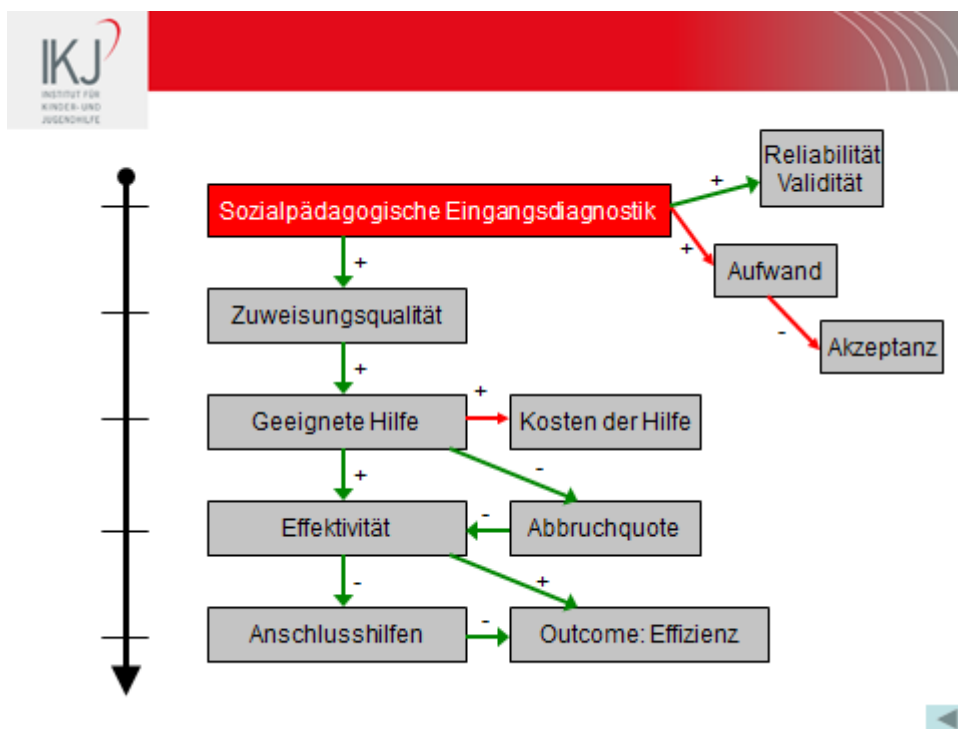 IKJ
INSTITUT FÜR
KINDER- UND
JUGENDHILFE
Reliabilität
Validität
+
Sozialpädagogische Eingangsdiagnostik
+
Aufwand
+
Zuweisungsqualität
-
Akzeptanz
+
+
Geeignete Hilfe
Kosten der Hilfe
+
-
Effektivität
-
Abbruchquote
-
+
Anschlusshilfen
-
Outcome: Effizienz